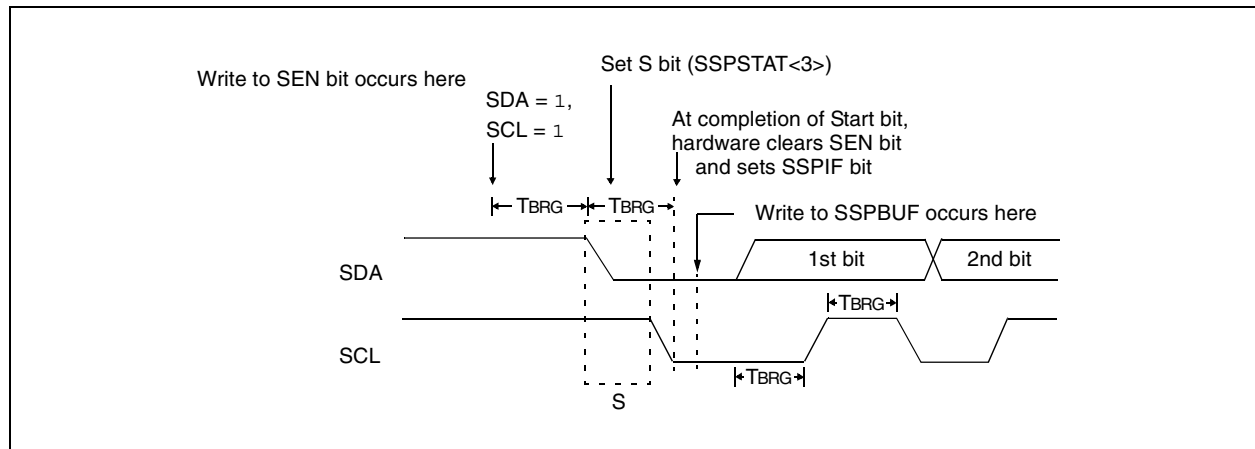 Write to SEN bit occurs here
Set S bit (SSPSTAT<3>)
SDA = 1,
SCL = 1
At completion of Start bit,
hardware clears SEN bit
and sets SSPIF bit
TBRG
TBRG
Write to SSPBUF occurs here
SDA
1st bit
2nd bit
TBRG
SCL
TBRG
S